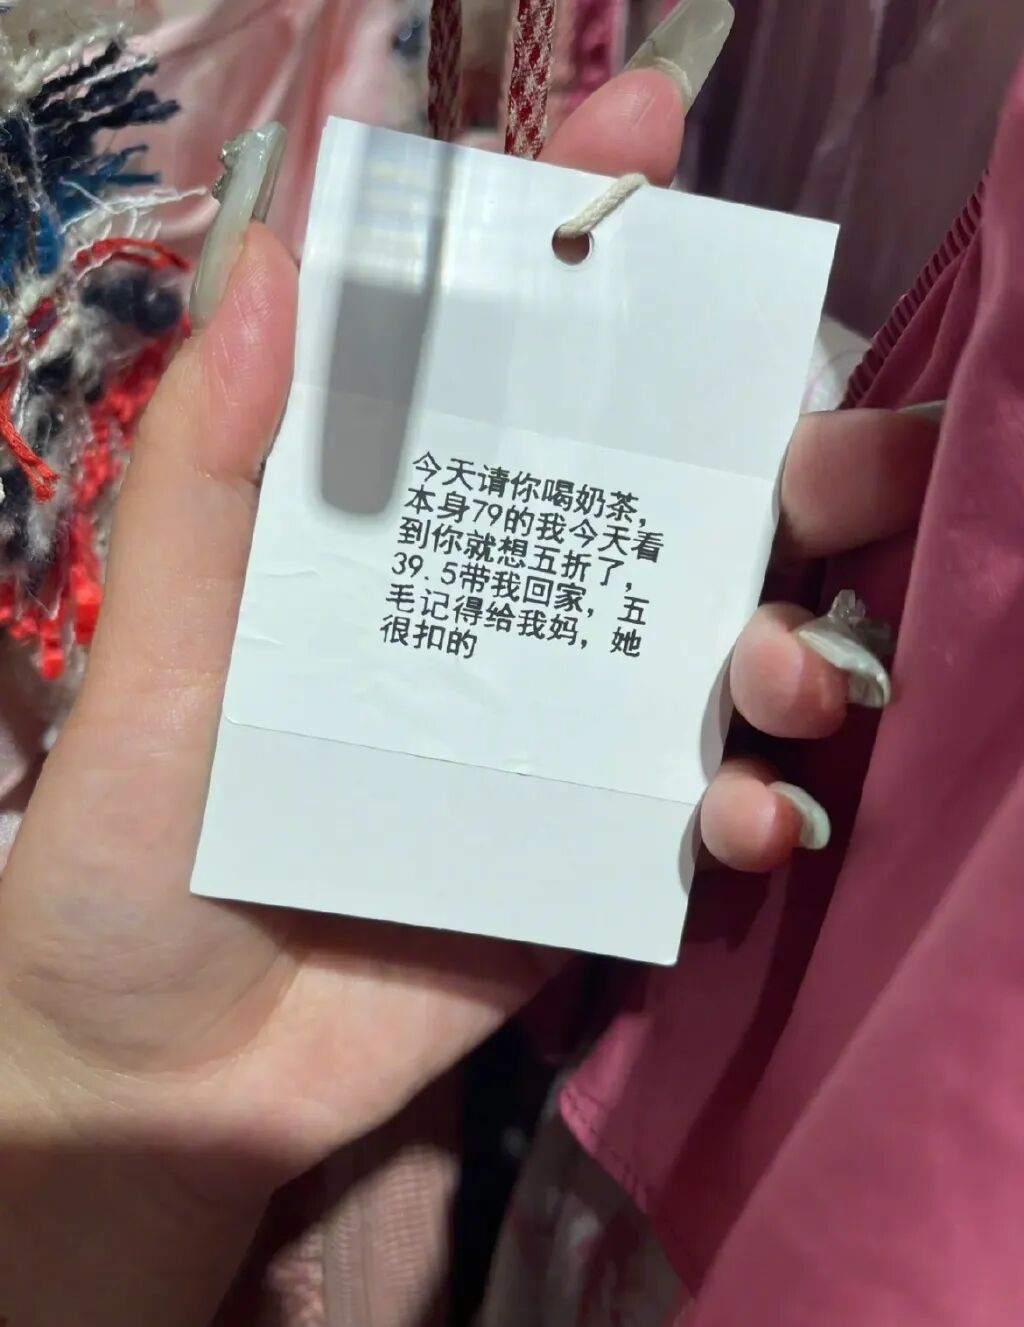 今天请你喝奶茶，
本身79的我今天看
到你就想五折了，
39.5带我回家，五
毛记得给我妈，她
很扣的